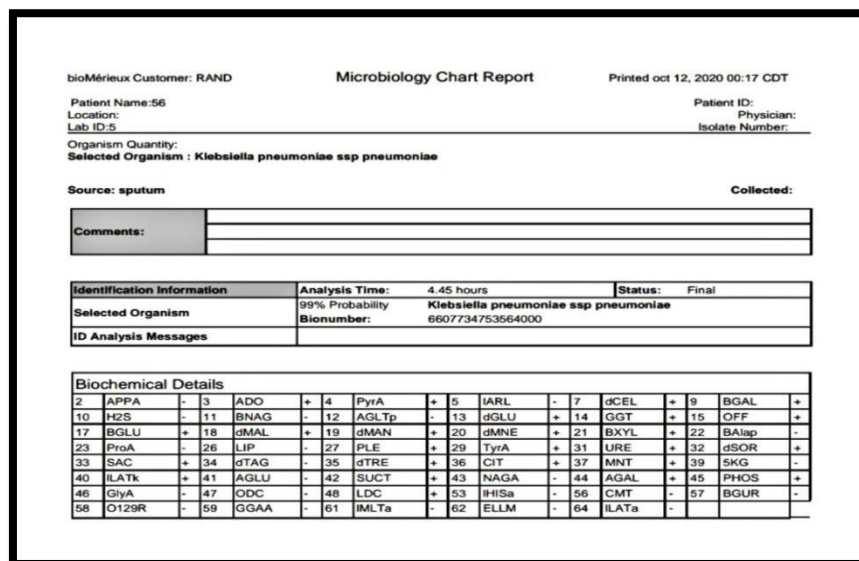 bioMérieux Customer: RAND Microbiology Chart Report Printed oct 12, 2020 00:17 CDT
Patient Name:56 Patient ID:
Location: Physician:
Lab ID:5 Isolate Number:
Organism Quantity:
Selected Organism : Klebsiella pneumoniae ssp pneumoniae
Source: sputum Collected:
Comments:
Identification Information Analysis Time: 4.45 hours Status: Final
Selected Organism 99% Probability Klebsiella pneumoniae ssp pneumoniae
Bionumber: 6607734753564000
ID Analysis Messages
Biochemical Details
2 APPA - 3 ADO + 4 PyrA + 5 IARL - 7 dCEL + 9 BGAL +
10 H2S - 11 BNAG - 12 AGLTp - 13 dGLU + 14 GGT + 15 OFF +
17 BGLU + 18 dMAL + 19 dMAN + 20 dMNE + 21 BXYL + 22 BAlap -
23 ProA - 26 LIP - 27 PLE + 29 TyrA + 31 URE + 32 dSOR +
33 SAC + 34 dTAG - 35 dTRE + 36 CIT + 37 MNT + 39 5KG -
40 ILATk + 41 AGLU - 42 SUCT + 43 NAGA - 44 AGAL + 45 PHOS +
46 GlyA - 47 ODC - 48 LDC + 53 IHISa - 56 CMT - 57 BGUR -
58 O129R - 59 GGAA - 61 IMLTa - 62 ELLM - 64 ILATa -